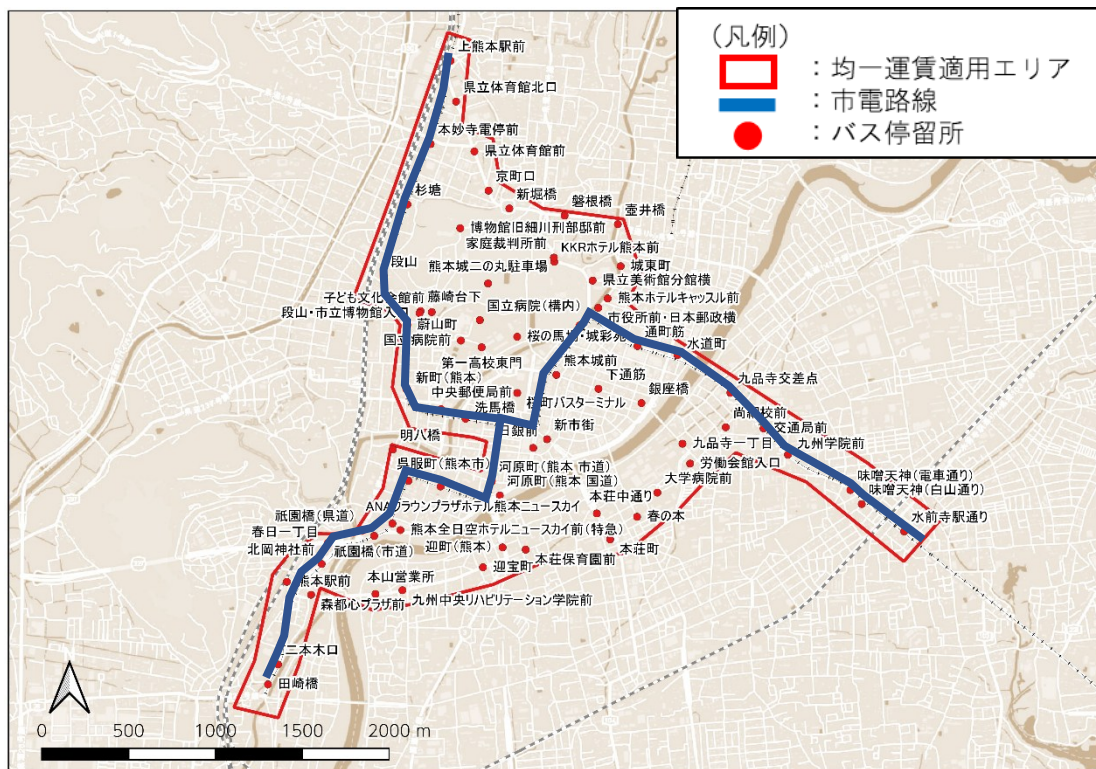 (凡例)
：均一運賃適用エリア
：市電路線
：バス停留所
上熊本駅前
県立体育館北口
本妙寺電停前
県立体育館前
京町口
杉塘
新堀橋
磐根橋
壷井橋
博物館旧細川刑部邸前
家庭裁判所前
KKRホテル熊本前
段山
熊本城二の丸駐車場
城東町
県立美術館分館横
子ども文化会館前
藤崎台下
熊本ホテルキャッスル前
段山・市立博物館入口
蔚山町
国立病院(構内)
市役所前・日本郵政横
国立病院前
桜の馬場・城彩苑
通町筋
水道町
第一高校東門
熊本城前
新町(熊本)
下通筋
九品寺交差点
中央郵便局前
銀座橋
洗馬橋
桜町バスターミナル
尚絅校前
交通局前
明八橋
日銀前
新市街
九品寺一丁目
九州学院前
呉服町(熊本市)
河原町(熊本 市道)
労働会館入口
河原町(熊本 国道)
大学病院前
味噌天神(電車通り)
味噌天神(白山通り)
ANAクラウンプラザホテル熊本ニュースカイ
本荘中通り
祇園橋(県道)
春の本
水前寺駅通り
春日一丁目
熊本全日空ホテルニュースカイ前(特急)
北岡神社前
祇園橋(市道)
迎町(熊本)
本荘町
本荘保育園前
迎宝町
熊本駅前
本山営業所
森都心プラザ前
九州中央リハビリテーション学院前
二本木口
田崎橋
0 500 1000 1500 2000 m